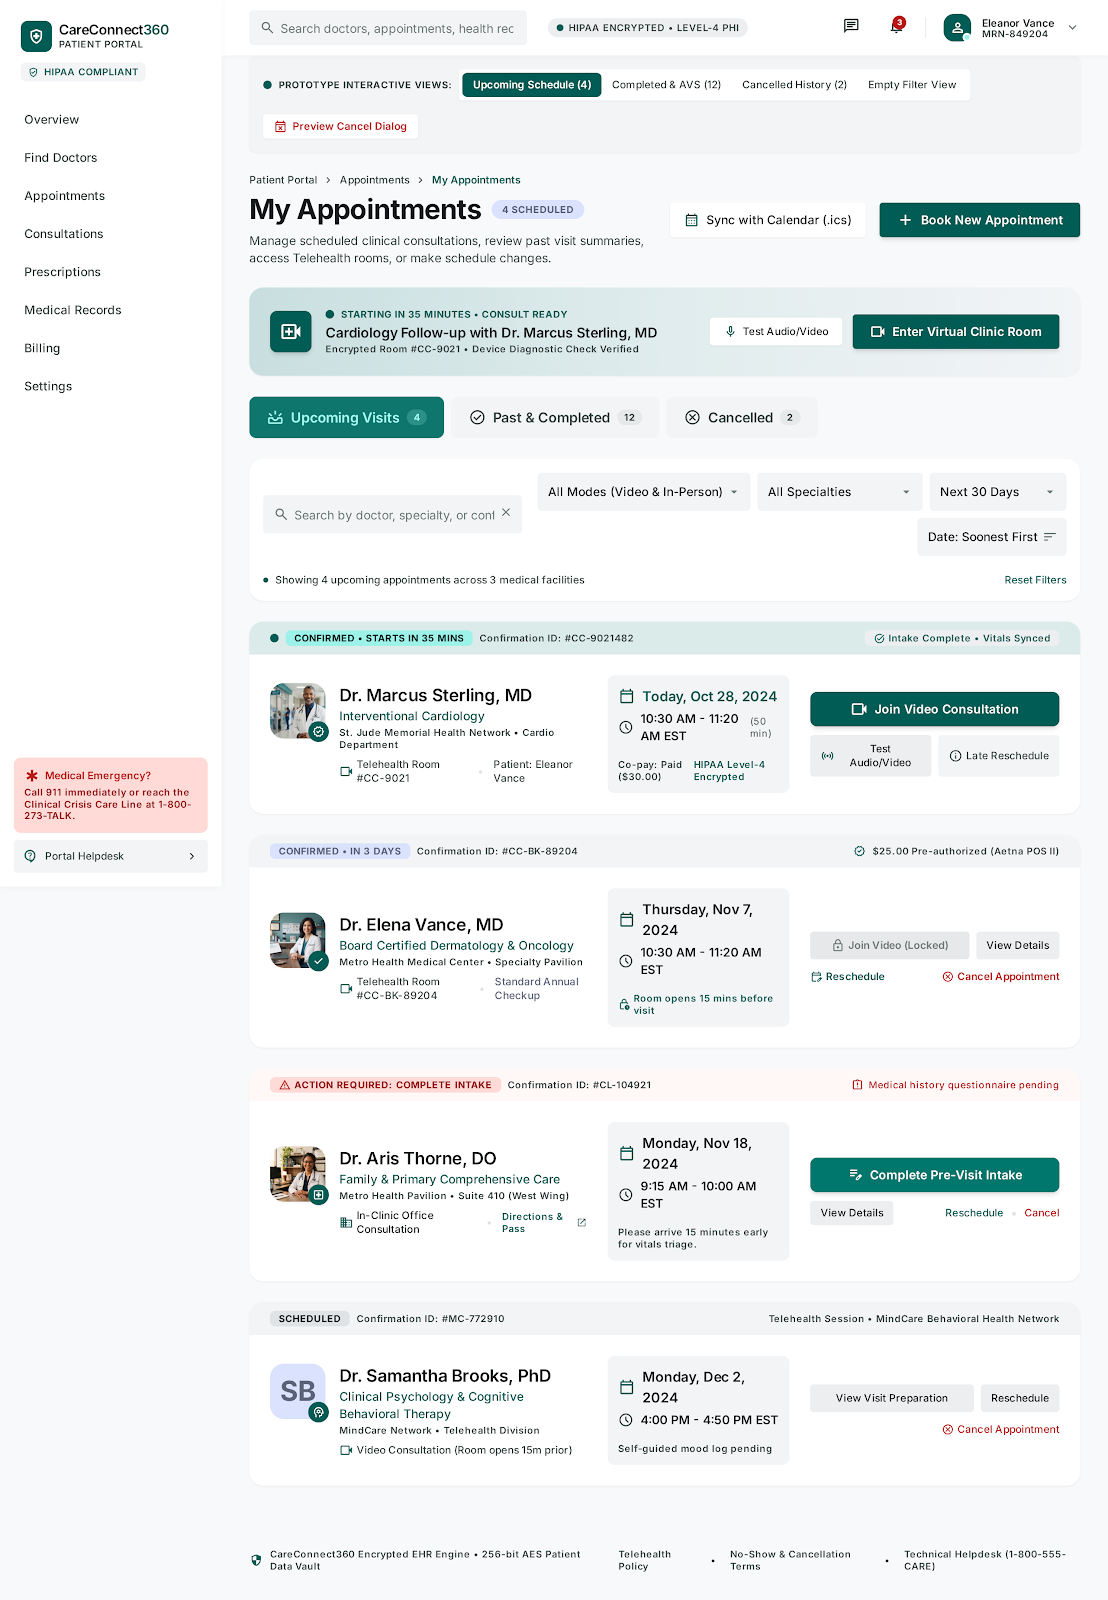 CareConnect360
PATIENT PORTAL
HIPAA COMPLIANT
Overview
Find Doctors
Appointments
Consultations
Prescriptions
Medical Records
Billing
Settings
Medical Emergency?
Call 911 immediately or reach the
Clinical Crisis Care Line at 1-800-
273-TALK.
Portal Helpdesk
Search doctors, appointments, health rec
HIPAA ENCRYPTED • LEVEL-4 PHI
3
Eleanor Vance
MRN-849204
PROTOTYPE INTERACTIVE VIEWS:
Upcoming Schedule (4)
Completed & AVS (12)
Cancelled History (2)
Empty Filter View
Preview Cancel Dialog
Patient Portal > Appointments > My Appointments
My Appointments
4 SCHEDULED
Manage scheduled clinical consultations, review past visit summaries,
access Telehealth rooms, or make schedule changes.
Sync with Calendar (.ics)
Book New Appointment
STARTING IN 35 MINUTES • CONSULT READY
Cardiology Follow-up with Dr. Marcus Sterling, MD
Encrypted Room #CC-9021 • Device Diagnostic Check Verified
Test Audio/Video
Enter Virtual Clinic Room
Upcoming Visits 4
Past & Completed 12
Cancelled 2
Search by doctor, specialty, or conf
All Modes (Video & In-Person)
All Specialties
Next 30 Days
Date: Soonest First
Showing 4 upcoming appointments across 3 medical facilities
Reset Filters
CONFIRMED • STARTS IN 35 MINS
Confirmation ID: #CC-9021482
Intake Complete • Vitals Synced
Dr. Marcus Sterling, MD
Interventional Cardiology
St. Jude Memorial Health Network • Cardio
Department
Telehealth Room
#CC-9021
•
Patient: Eleanor
Vance
Today, Oct 28, 2024
10:30 AM - 11:20
AM EST
(50
min)
Co-pay: Paid
($30.00)
HIPAA Level-4
Encrypted
Join Video Consultation
Test
Audio/Video
Late Reschedule
CONFIRMED • IN 3 DAYS
Confirmation ID: #CC-BK-89204
$25.00 Pre-authorized (Aetna POS II)
Dr. Elena Vance, MD
Board Certified Dermatology & Oncology
Metro Health Medical Center • Specialty Pavilion
Telehealth Room
#CC-BK-89204
•
Standard Annual
Checkup
Thursday, Nov 7,
2024
10:30 AM - 11:20 AM
EST
Room opens 15 mins before
visit
Join Video (Locked)
View Details
Reschedule
Cancel Appointment
ACTION REQUIRED: COMPLETE INTAKE
Confirmation ID: #CL-104921
Medical history questionnaire pending
Dr. Aris Thorne, DO
Family & Primary Comprehensive Care
Metro Health Pavilion • Suite 410 (West Wing)
In-Clinic Office
Consultation
•
Directions &
Pass
Monday, Nov 18,
2024
9:15 AM - 10:00 AM
EST
Please arrive 15 minutes early
for vitals triage.
Complete Pre-Visit Intake
View Details
Reschedule • Cancel
SCHEDULED
Confirmation ID: #MC-772910
Telehealth Session • MindCare Behavioral Health Network
SB
Dr. Samantha Brooks, PhD
Clinical Psychology & Cognitive
Behavioral Therapy
MindCare Network • Telehealth Division
Video Consultation (Room opens 15m prior)
Monday, Dec 2,
2024
4:00 PM - 4:50 PM EST
Self-guided mood log pending
View Visit Preparation
Reschedule
Cancel Appointment
CareConnect360 Encrypted EHR Engine • 256-bit AES Patient
Data Vault
Telehealth
Policy
•
No-Show & Cancellation
Terms
•
Technical Helpdesk (1-800-555-
CARE)